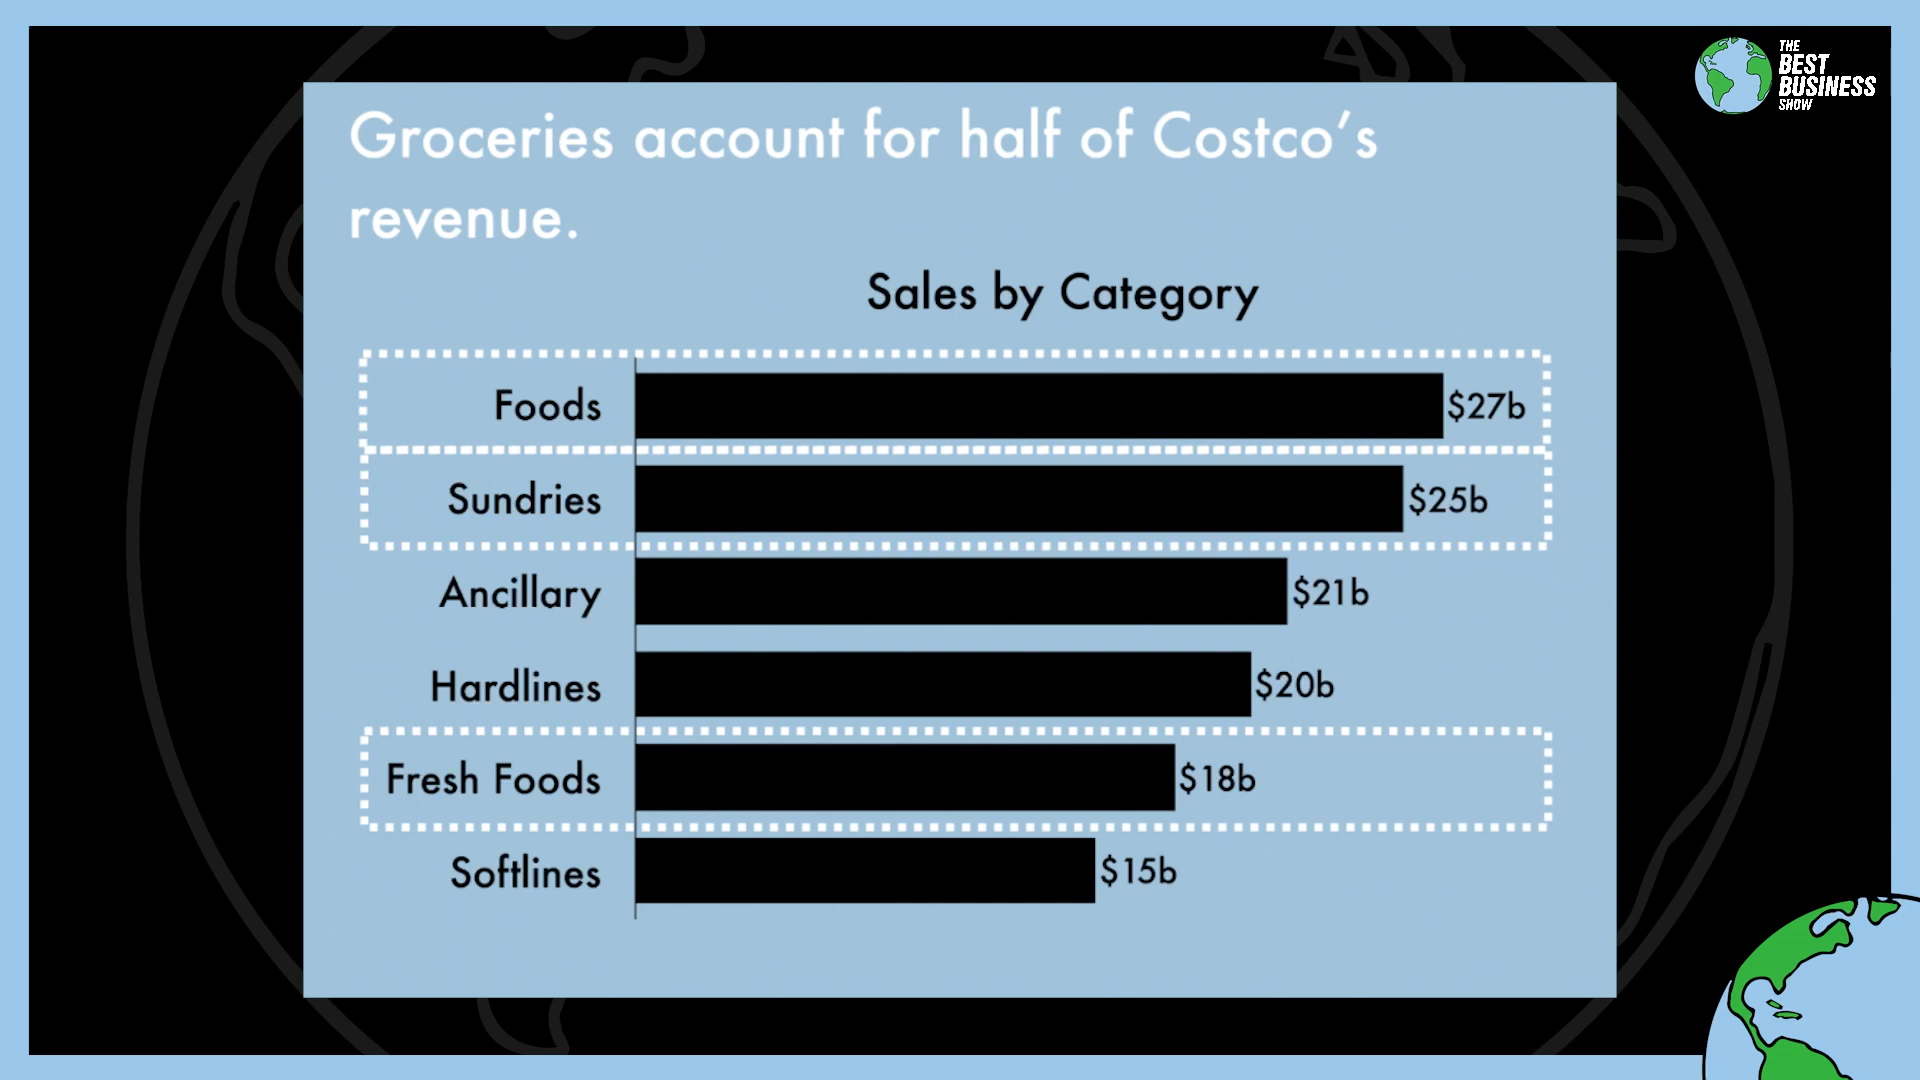 THE
BEST
BUSINESS
SHOW
Groceries account for half of Costco’s
revenue.
Sales by Category
Foods $27b
Sundries $25b
Ancillary $21b
Hardlines $20b
Fresh Foods $18b
Softlines $15b